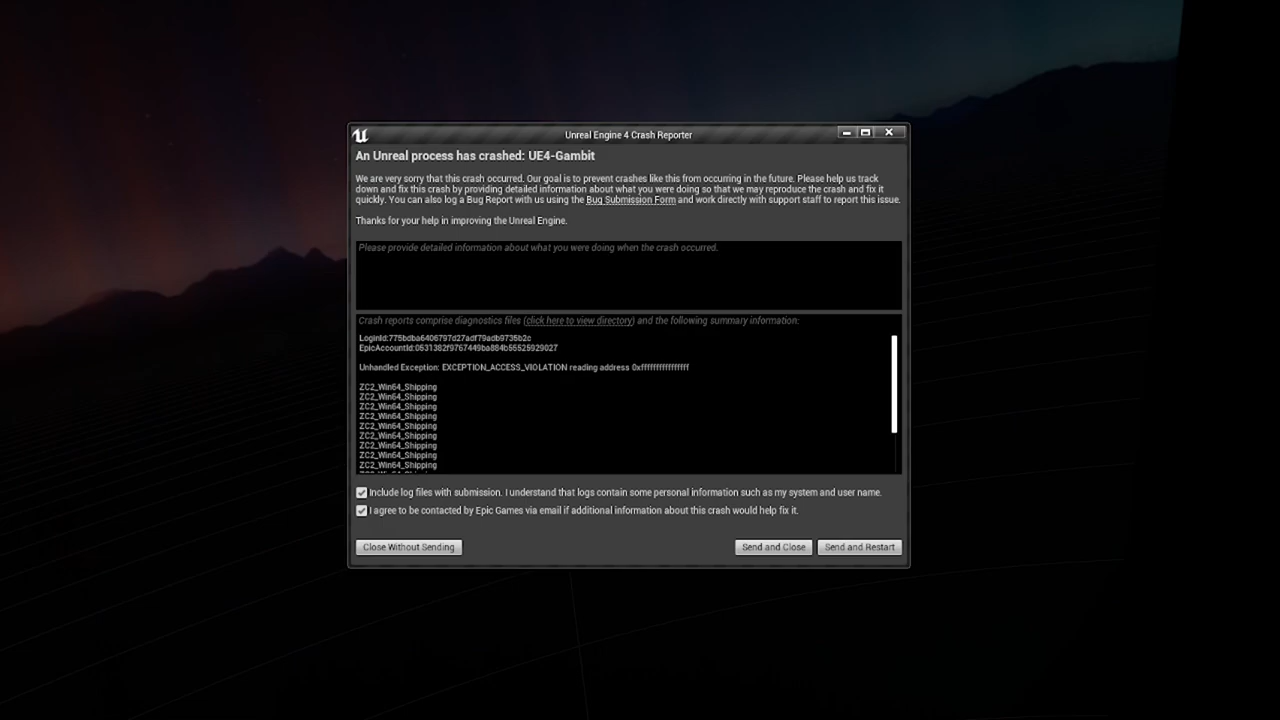 Unreal Engine 4 Crash Reporter
An Unreal process has crashed: UE4-Gambit
We are very sorry that this crash occurred. Our goal is to prevent crashes like this from occurring in the future. Please help us track
down and fix this crash by providing detailed information about what you were doing so that we may reproduce the crash and fix it
quickly. You can also log a Bug Report with us using the Bug Submission Form and work directly with support staff to report this issue.
Thanks for your help in improving the Unreal Engine.
Please provide detailed information about what you were doing when the crash occurred.
Crash reports comprise diagnostics files (click here to view directory) and the following summary information:
LoginId:775bdba6406797d27adf79adb9735b2c
EpicAccountId:0531382f9767449ba884b55525929027
Unhandled Exception: EXCEPTION_ACCESS_VIOLATION reading address 0xffffffffffffffff
ZC2_Win64_Shipping
ZC2_Win64_Shipping
ZC2_Win64_Shipping
ZC2_Win64_Shipping
ZC2_Win64_Shipping
ZC2_Win64_Shipping
ZC2_Win64_Shipping
ZC2_Win64_Shipping
ZC2_Win64_Shipping
Include log files with submission. I understand that logs contain some personal information such as my system and user name.
I agree to be contacted by Epic Games via email if additional information about this crash would help fix it.
Close Without Sending
Send and Close
Send and Restart